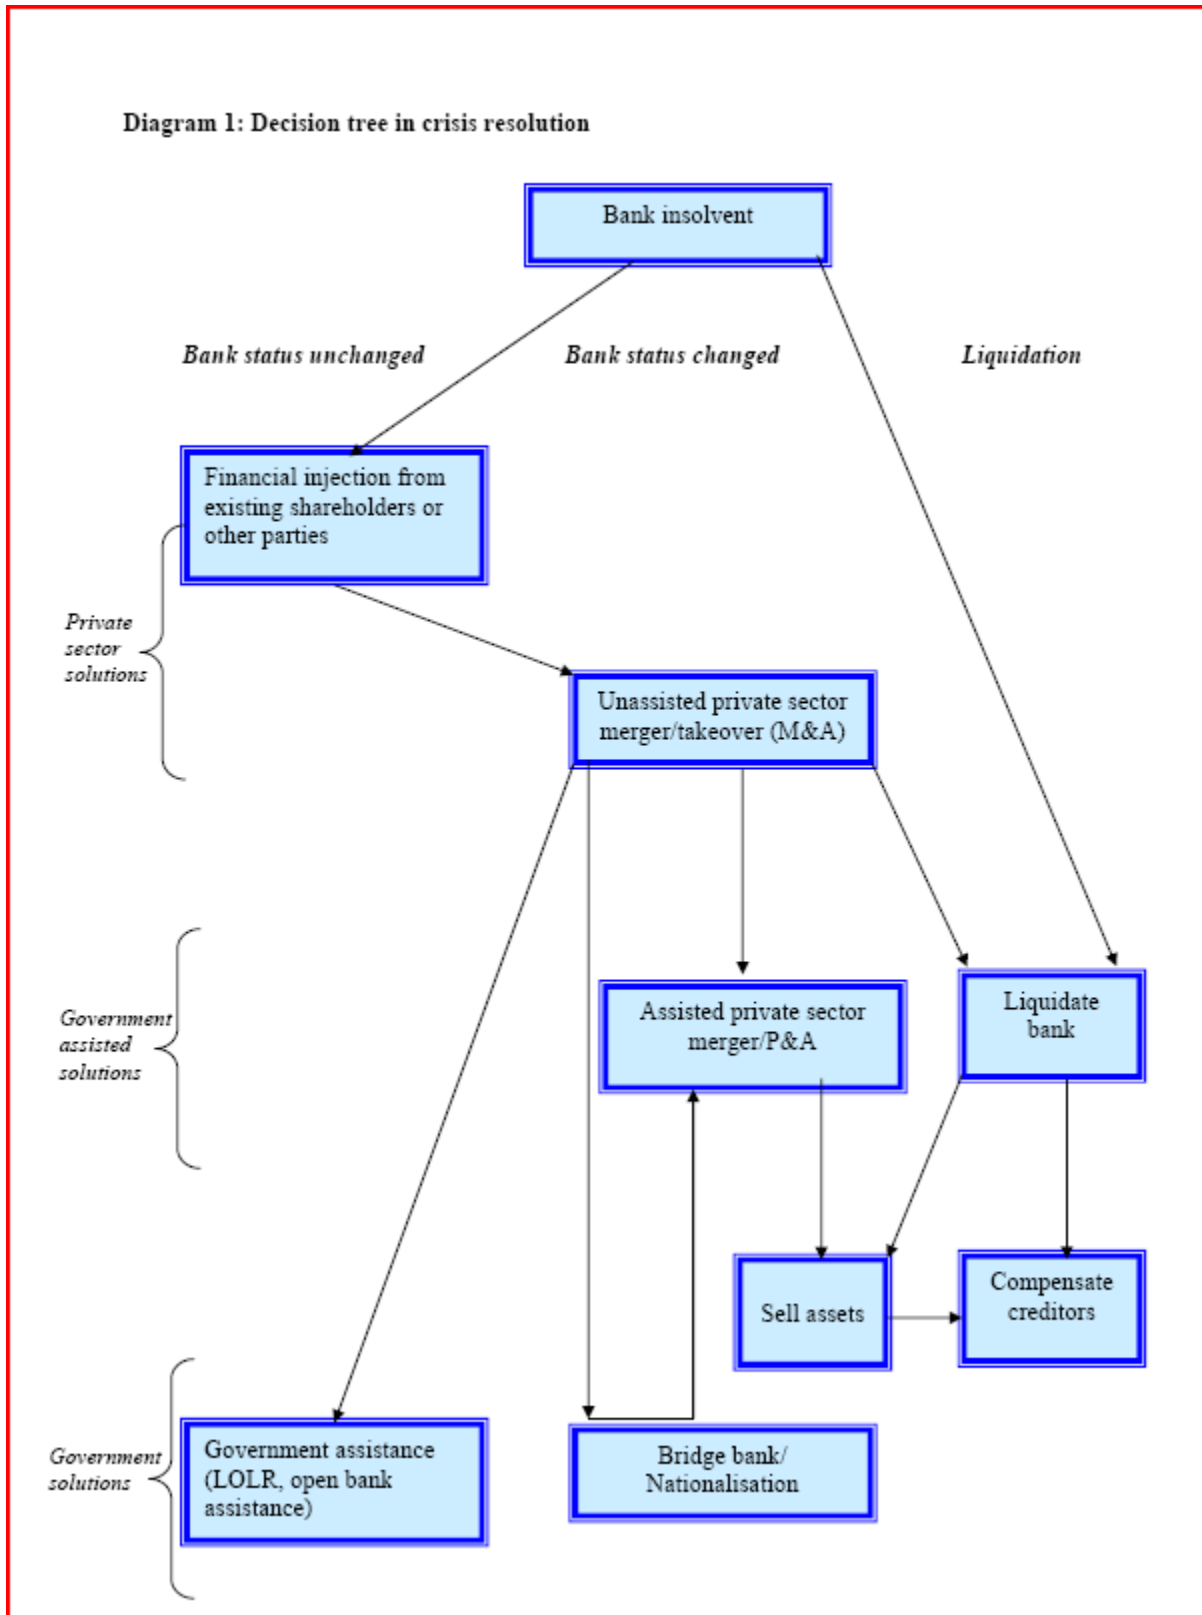 Diagram 1: Decision tree in crisis resolution
Bank insolvent
Bank status unchanged
Bank status changed
Liquidation
Financial injection from
existing shareholders or
other parties
Private
sector
solutions
Unassisted private sector
merger/takeover (M&A)
Government
assisted
solutions
Assisted private sector
merger/P&A
Liquidate
bank
Sell assets
Compensate
creditors
Government
solutions
Government assistance
(LOLR, open bank
assistance)
Bridge bank/
Nationalisation